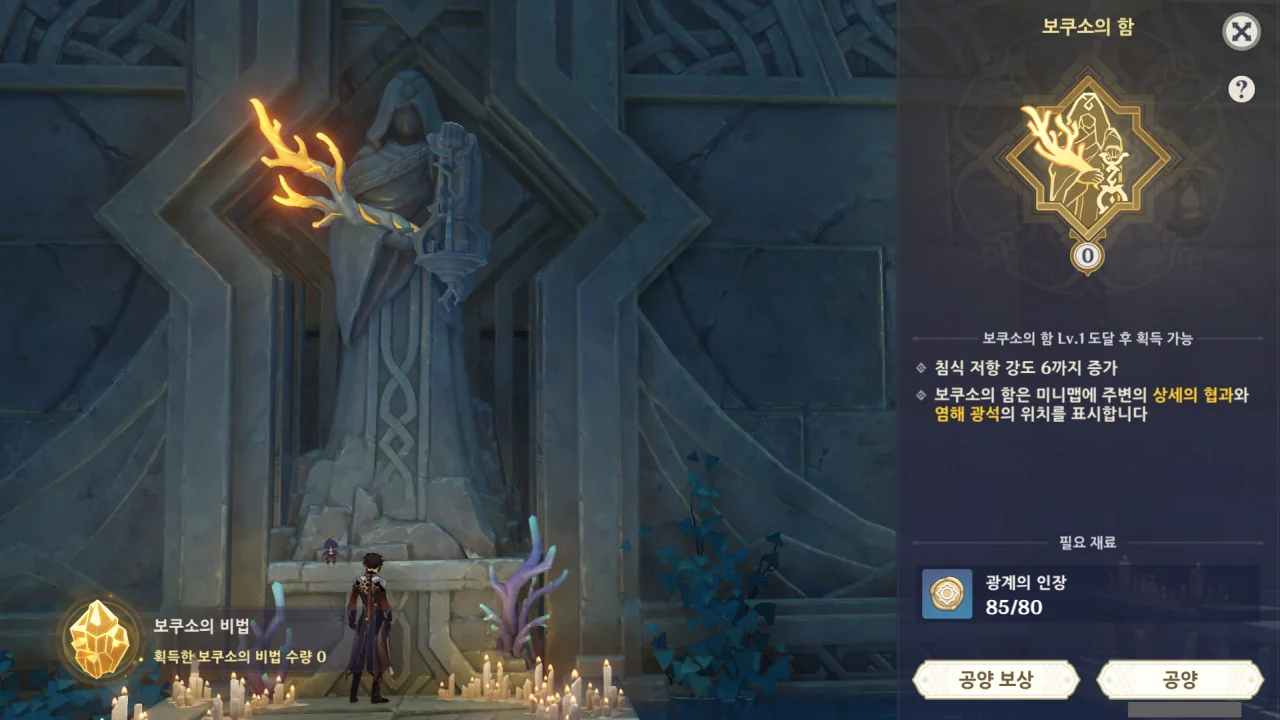 보쿠소의 함
?
0
보쿠소의 함 Lv.1 도달 후 획득 가능
침식 저항 강도 6까지 증가
보쿠소의 함은 미니맵에 주변의 상세의 협과와
염해 광석의 위치를 표시합니다
필요 재료
광계의 인장
85/80
보쿠소의 비법
획득한 보쿠소의 비법 수량 0
공양 보상
공양